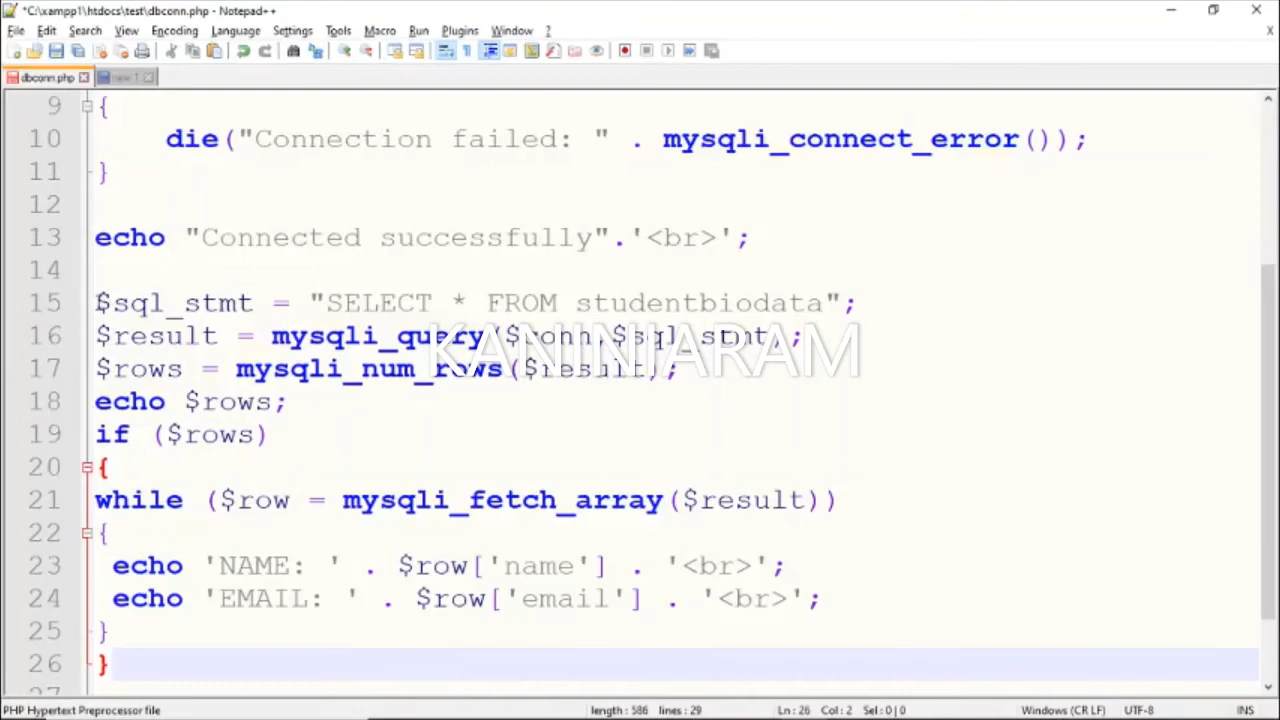 *C:\xampp1\htdocs\test\dbconn.php - Notepad++
File Edit Search View Encoding Language Settings Tools Macro Run Plugins Window ?
X
dbconn.php new 1
9 {
10 die("Connection failed: " . mysqli_connect_error());
11 }
12
13 echo "Connected successfully".'<br>';
14
15 $sql_stmt = "SELECT * FROM studentbiodata";
16 $result = mysqli_query($conn,$sql_stmt);
17 $rows = mysqli_num_rows($result);
KANINIARAM
18 echo $rows;
19 if ($rows)
20 {
21 while ($row = mysqli_fetch_array($result))
22 {
23 echo 'NAME: ' . $row['name'] . '<br>';
24 echo 'EMAIL: ' . $row['email'] . '<br>';
25 }
26 }
27
PHP Hypertext Preprocessor file length : 586 lines : 29 Ln : 26 Col : 2 Sel : 0 | 0 Windows (CR LF) UTF-8 INS